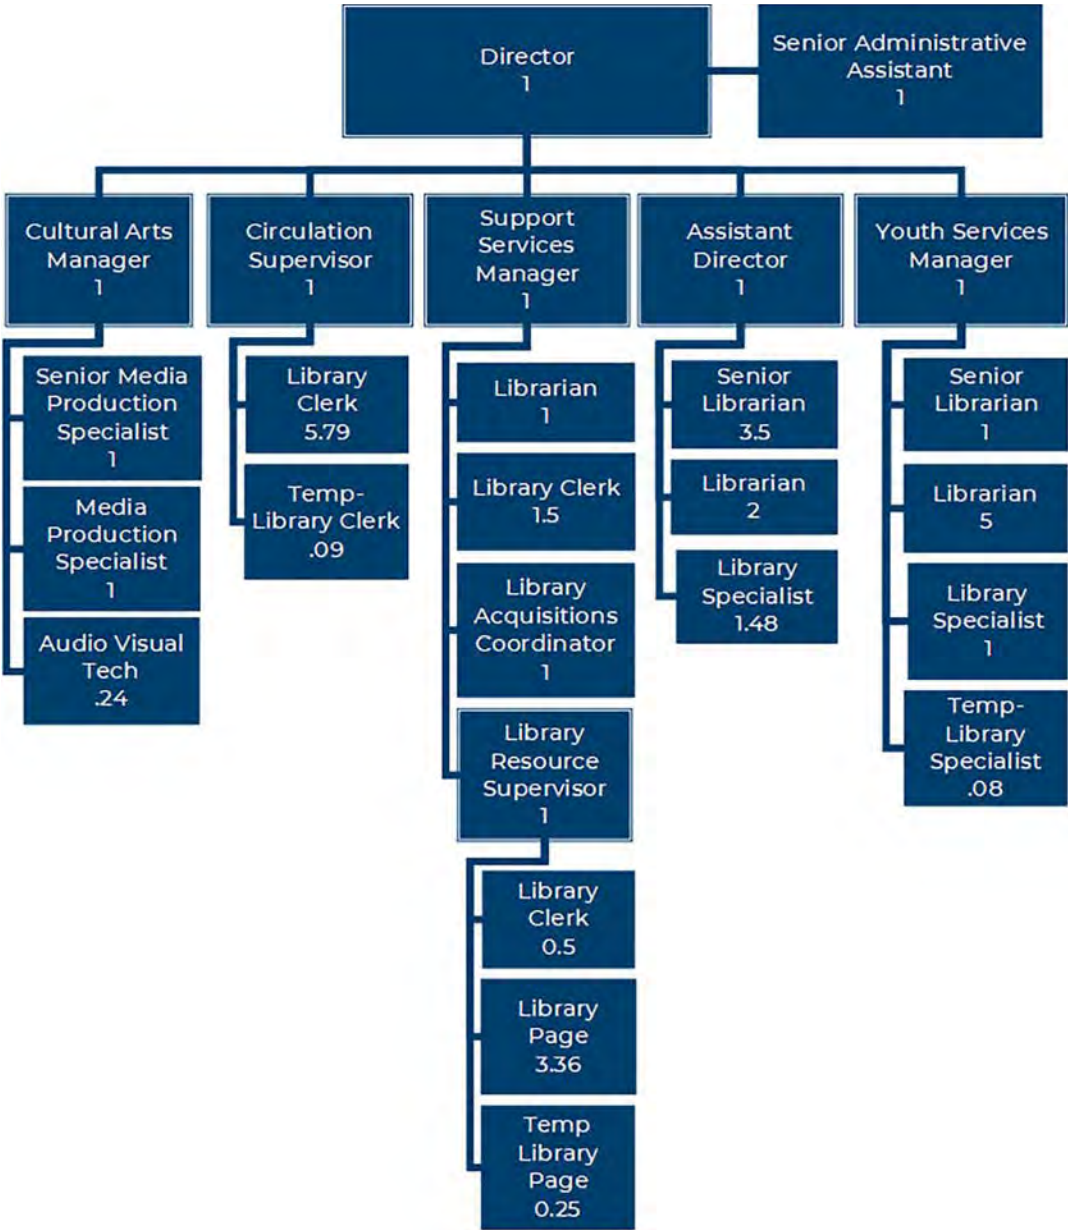 Director
1
Senior Administrative
Assistant
1
Cultural Arts
Manager
1
Circulation
Supervisor
1
Support
Services
Manager
1
Assistant
Director
1
Youth Services
Manager
1
Senior Media
Production
Specialist
1
Media
Production
Specialist
1
Audio Visual
Tech
.24
Library
Clerk
5.79
Temp-
Library Clerk
.09
Librarian
1
Library Clerk
1.5
Library
Acquisitions
Coordinator
1
Library
Resource
Supervisor
1
Library
Clerk
0.5
Library
Page
3.36
Temp
Library
Page
0.25
Senior
Librarian
3.5
Librarian
2
Library
Specialist
1.48
Senior
Librarian
1
Librarian
5
Library
Specialist
1
Temp-
Library
Specialist
.08